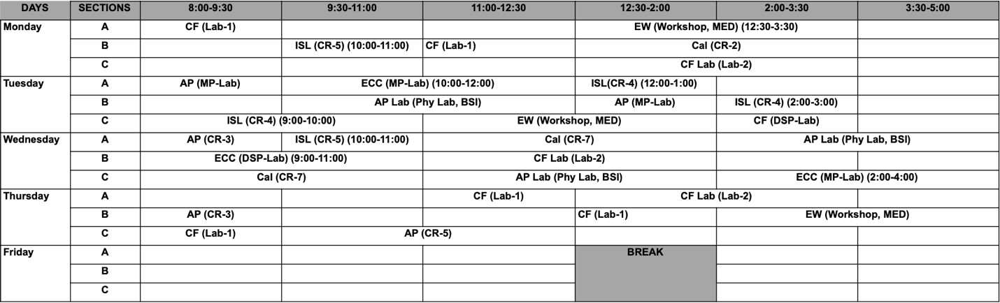 DAYS SECTIONS 8:00-9:30 9:30-11:00 11:00-12:30 12:30-2:00 2:00-3:30 3:30-5:00
Monday A CF (Lab-1) EW (Workshop, MED) (12:30-3:30)
B ISL (CR-5) (10:00-11:00) CF (Lab-1) Cal (CR-2)
C CF Lab (Lab-2)
Tuesday A AP (MP-Lab) ECC (MP-Lab) (10:00-12:00) ISL(CR-4) (12:00-1:00)
B AP Lab (Phy Lab, BSI) AP (MP-Lab) ISL (CR-4) (2:00-3:00)
C ISL (CR-4) (9:00-10:00) EW (Workshop, MED) CF (DSP-Lab)
Wednesday A AP (CR-3) ISL (CR-5) (10:00-11:00) Cal (CR-7) AP Lab (Phy Lab, BSI)
B ECC (DSP-Lab) (9:00-11:00) CF Lab (Lab-2)
C Cal (CR-7) AP Lab (Phy Lab, BSI) ECC (MP-Lab) (2:00-4:00)
Thursday A CF (Lab-1) CF Lab (Lab-2)
B AP (CR-3) CF (Lab-1) EW (Workshop, MED)
C CF (Lab-1) AP (CR-5)
Friday A BREAK
B
C